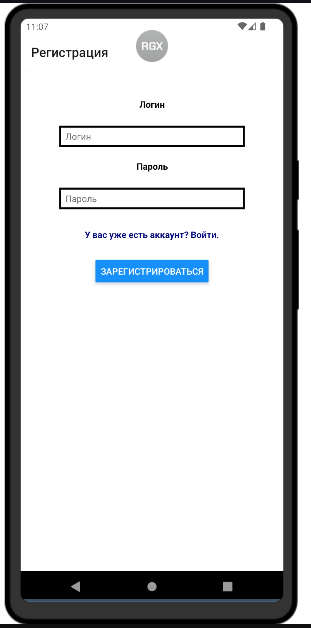 11:07
Регистрация
RGX
Логин
Логин
Пароль
Пароль
У вас уже есть аккаунт? Войти.
ЗАРЕГИСТРИРОВАТЬСЯ